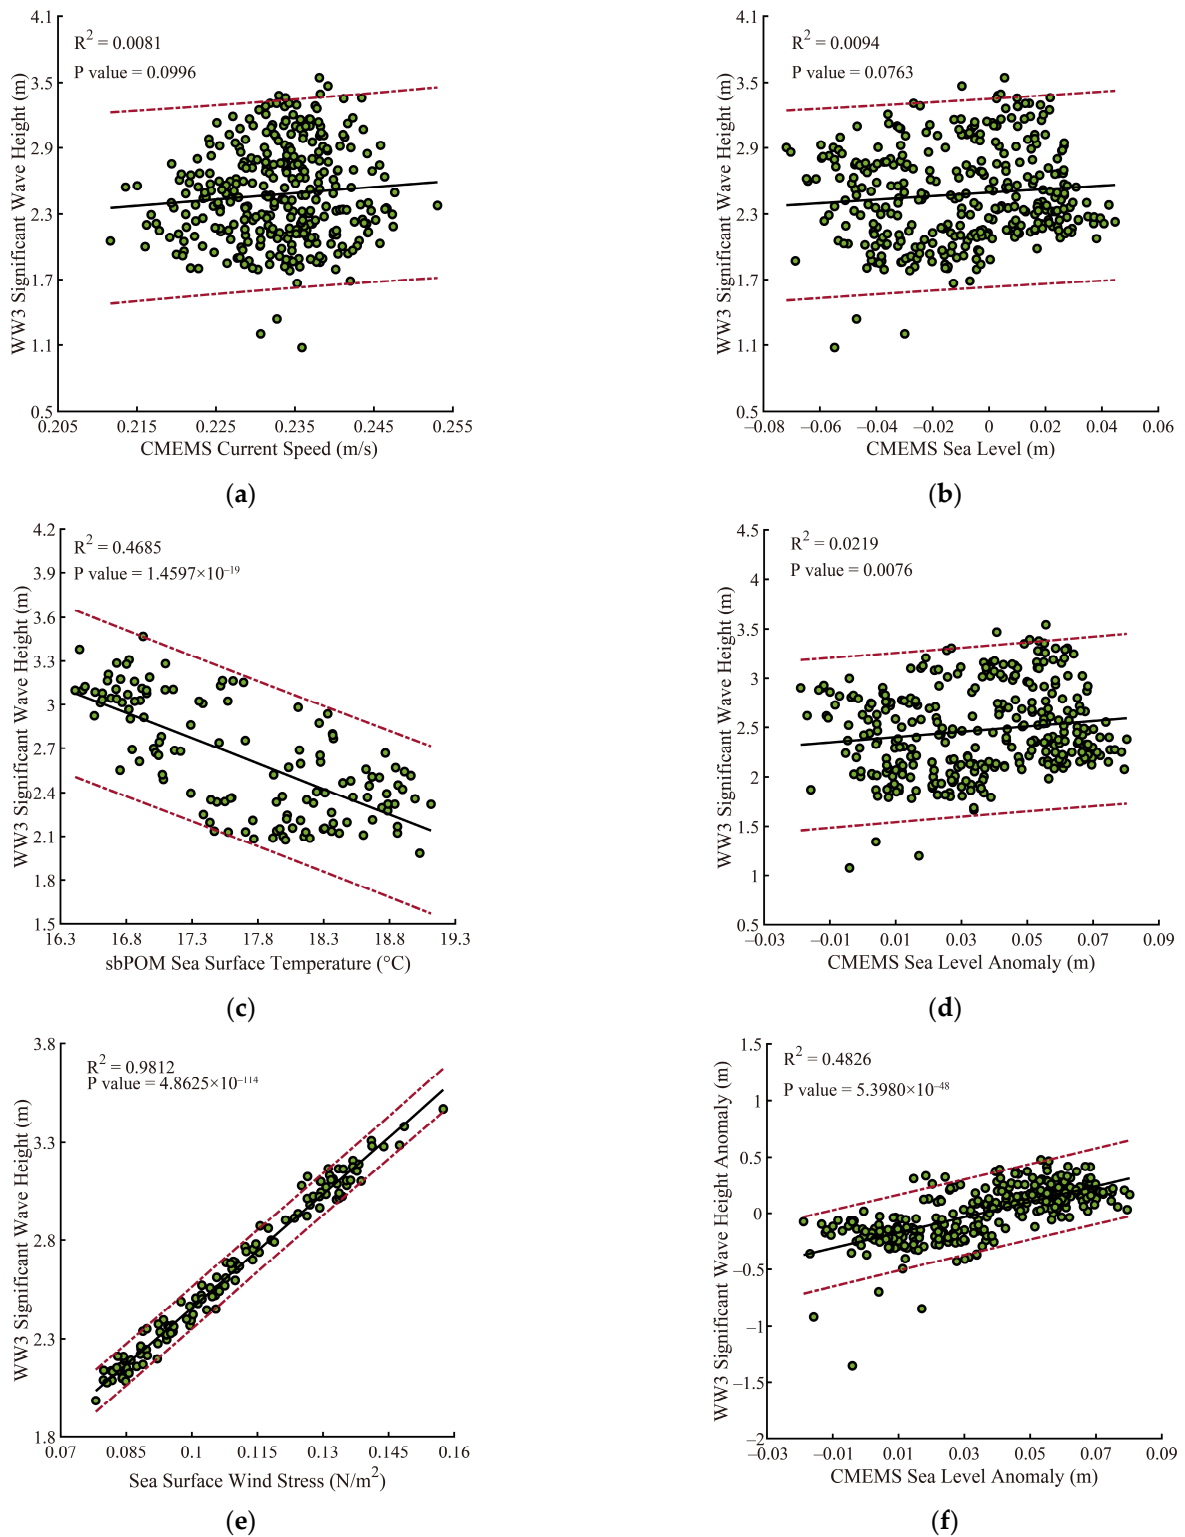 4.1
R² = 0.0081
P value = 0.0996
3.5
2.9
2.3
1.7
1.1
0.5
WW3 Significant Wave Height (m)
0.205 0.215 0.225 0.235 0.245 0.255
CMEMS Current Speed (m/s)
(a)
4.1
R² = 0.0094
P value = 0.0763
3.5
2.9
2.3
1.7
1.1
0.5
WW3 Significant Wave Height (m)
−0.08 −0.06 −0.04 −0.02 0 0.02 0.04 0.06
CMEMS Sea Level (m)
(b)
4.2
R² = 0.4685
P value = 1.4597×10⁻¹⁹
3.9
3.6
3.3
3
2.7
2.4
2.1
1.8
1.5
WW3 Significant Wave Height (m)
16.3 16.8 17.3 17.8 18.3 18.8 19.3
sbPOM Sea Surface Temperature (°C)
(c)
4.5
R² = 0.0219
P value = 0.0076
4
3.5
3
2.5
2
1.5
1
0.5
WW3 Significant Wave Height (m)
−0.03 −0.01 0.01 0.03 0.05 0.07 0.09
CMEMS Sea Level Anomaly (m)
(d)
3.8
R² = 0.9812
P value = 4.8625×10⁻¹¹⁴
3.3
2.8
2.3
1.8
WW3 Significant Wave Height (m)
0.07 0.085 0.1 0.115 0.13 0.145 0.16
Sea Surface Wind Stress (N/m²)
(e)
1.5
R² = 0.4826
P value = 5.3980×10⁻⁴⁸
1
0.5
0
−0.5
−1
−1.5
−2
WW3 Significant Wave Height Anomaly (m)
−0.03 −0.01 0.01 0.03 0.05 0.07 0.09
CMEMS Sea Level Anomaly (m)
(f)